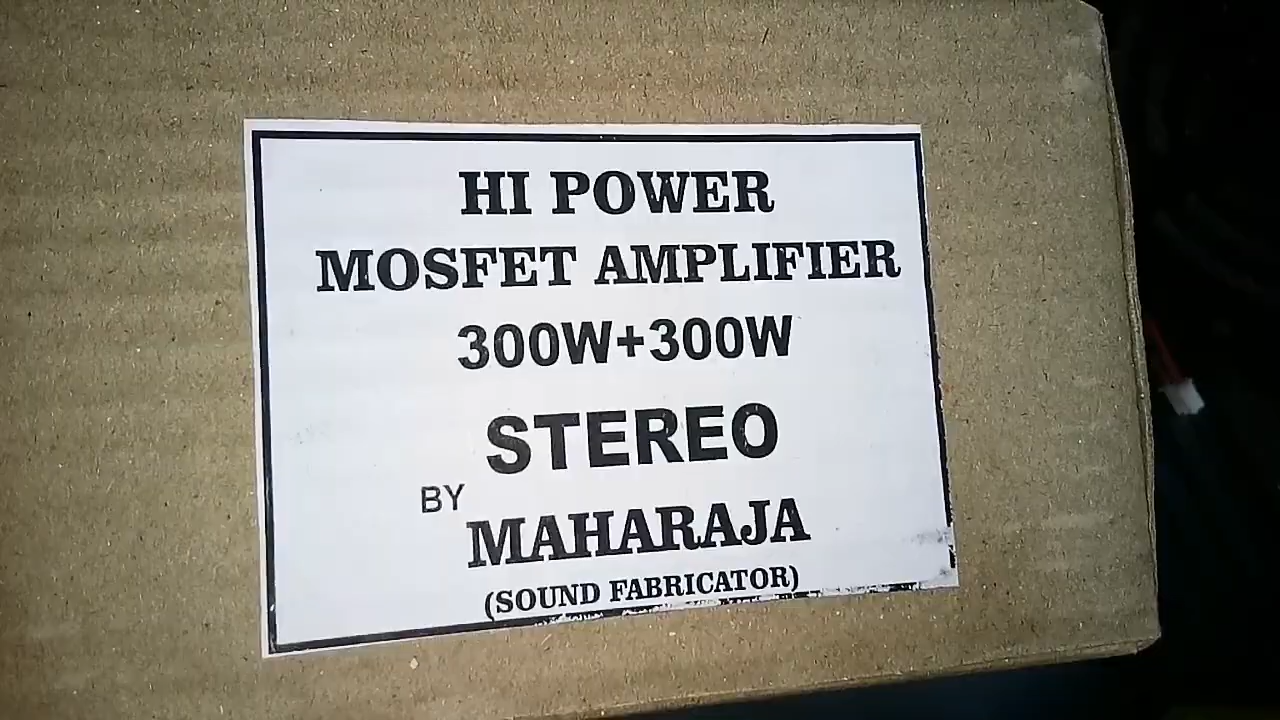 HI POWER
MOSFET AMPLIFIER
300W+300W
STEREO
BY MAHARAJA
(SOUND FABRICATOR)